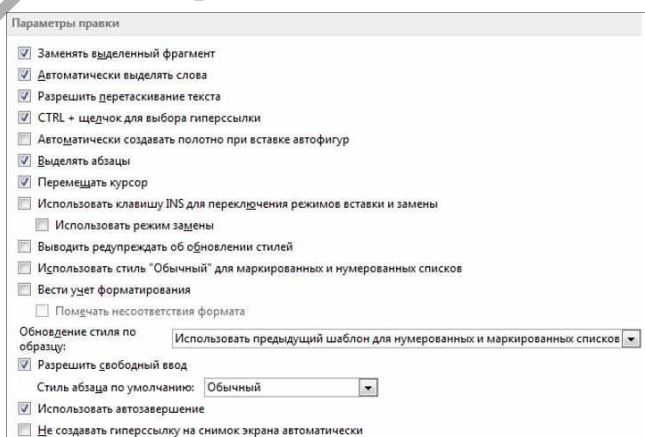 Параметры правки
Заменять выделенный фрагмент
Автоматически выделять слова
Разрешить перетаскивание текста
CTRL + щелчок для выбора гиперссылки
Автоматически создавать полотно при вставке автофигур
Выделять абзацы
Перемещать курсор
Использовать клавишу INS для переключения режимов вставки и замены
Использовать режим замены
Выводить редупреждать об обновлении стилей
Использовать стиль "Обычный" для маркированных и нумерованных списков
Вести учет форматирования
Помечать несоответствия формата
Обновление стиля по
образцу:
Использовать предыдущий шаблон для нумерованных и маркированных списков
Разрешить свободный ввод
Стиль абзаца по умолчанию: Обычный
Использовать автозавершение
Не создавать гиперссылку на снимок экрана автоматически